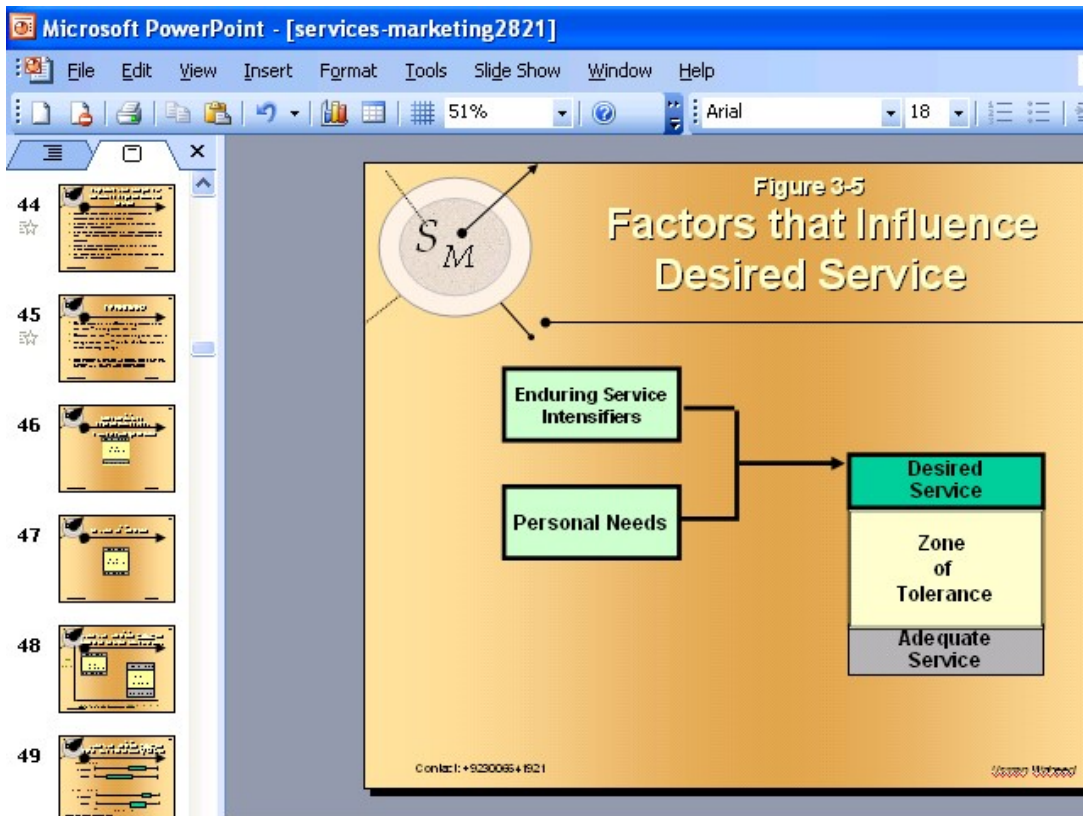 Microsoft PowerPoint - [services-marketing2821]
File Edit View Insert Format Tools Slide Show Window Help
51% Arial 18
44
45
46
47
48
49
S M
Figure 3-5
Factors that Influence
Desired Service
Enduring Service
Intensifiers
Personal Needs
Desired
Service
Zone
of
Tolerance
Adequate
Service
Contact: